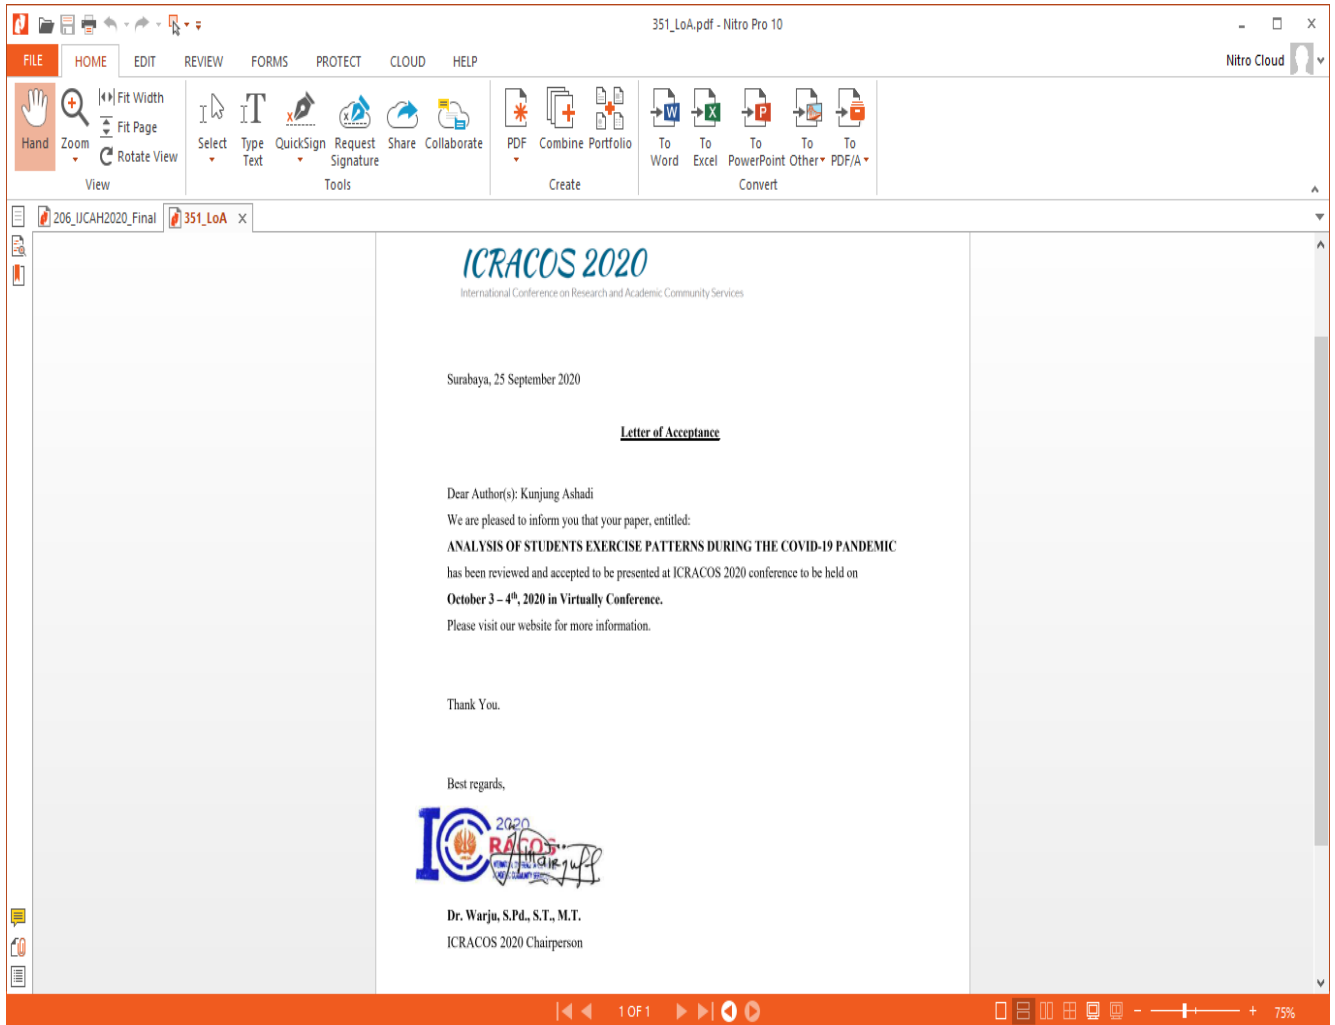 351_LoA.pdf - Nitro Pro 10
FILE HOME EDIT REVIEW FORMS PROTECT CLOUD HELP Nitro Cloud
Hand
Zoom
Fit Width
Fit Page
Rotate View
View
Select
Type Text
QuickSign
Request Signature
Share
Collaborate
Tools
PDF
Combine
Portfolio
Create
To Word
To Excel
To PowerPoint
To Other
To PDF/A
Convert
206_IJCAH2020_Final 351_LoA
ICRACOS 2020
International Conference on Research and Academic Community Services
Surabaya, 25 September 2020
Letter of Acceptance
Dear Author(s): Kunjung Ashadi
We are pleased to inform you that your paper, entitled:
ANALYSIS OF STUDENTS EXERCISE PATTERNS DURING THE COVID-19 PANDEMIC
has been reviewed and accepted to be presented at ICRACOS 2020 conference to be held on
October 3 – 4th, 2020 in Virtually Conference.
Please visit our website for more information.
Thank You.
Best regards,
IC 2020
RACOS
Dr. Warju, S.Pd., S.T., M.T.
ICRACOS 2020 Chairperson
1 OF 1
75%